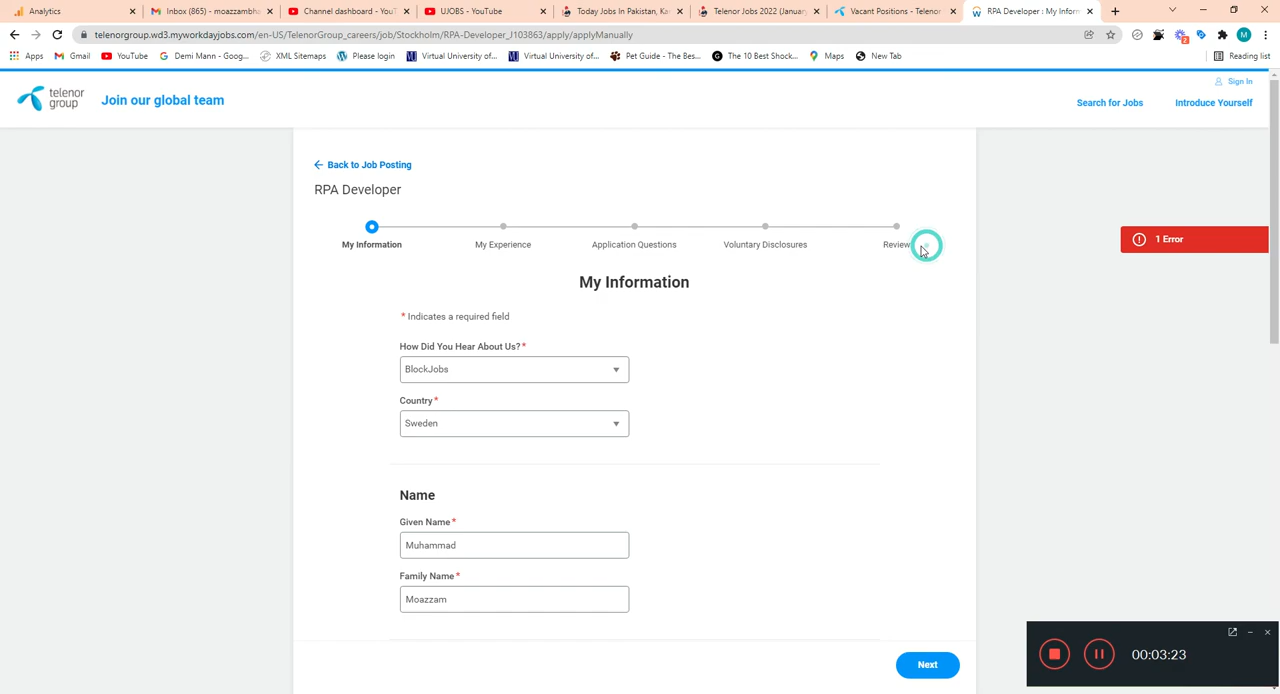 Analytics
Inbox (865) - moazzambh
Channel dashboard - YouT
UJOBS - YouTube
Today Jobs In Pakistan, Ka
Telenor Jobs 2022 (January
Vacant Positions - Telenor
RPA Developer : My Inform
telenorgroup.wd3.myworkdayjobs.com/en-US/TelenorGroup_careers/job/Stockholm/RPA-Developer_J103863/apply/applyManually
M
Apps
Gmail
YouTube
Demi Mann - Goog...
XML Sitemaps
Please login
Virtual University of...
Virtual University of...
Pet Guide - The Bes...
The 10 Best Shock...
Maps
New Tab
Reading list
telenor
group
Join our global team
Sign In
Search for Jobs
Introduce Yourself
Back to Job Posting
RPA Developer
My Information
My Experience
Application Questions
Voluntary Disclosures
Review
1 Error
My Information
* Indicates a required field
How Did You Hear About Us?*
BlockJobs
Country*
Sweden
Name
Given Name*
Muhammad
Family Name*
Moazzam
Next
00:03:23